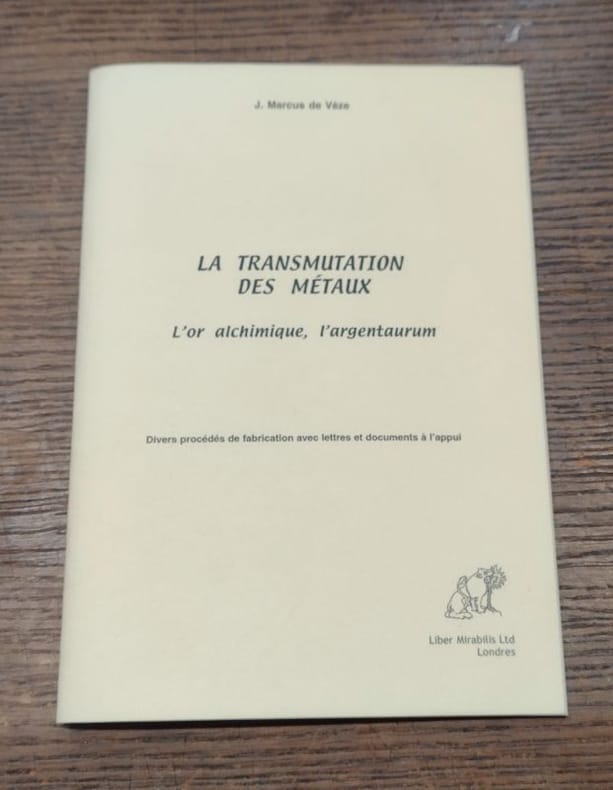 J. Marcus de Vèze
LA TRANSMUTATION
DES MÉTAUX
L'or alchimique, l'argentaurum
Divers procédés de fabrication avec lettres et documents à l'appui
Liber Mirabilis Ltd
Londres